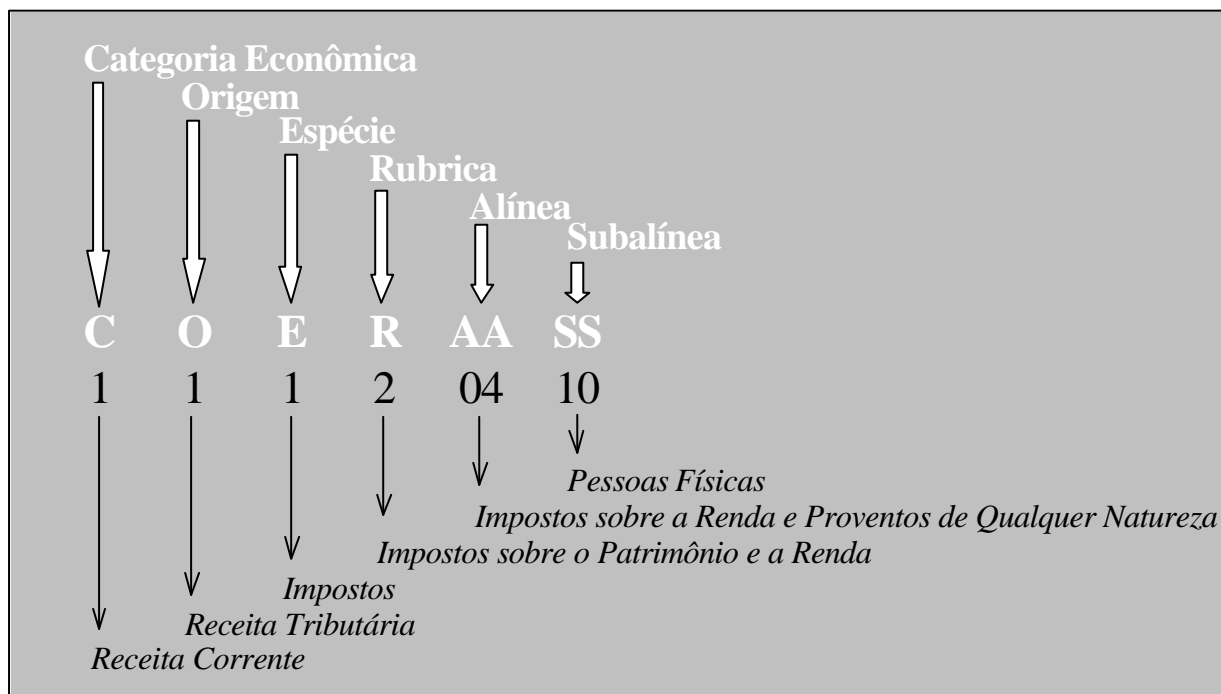 Categoria Econômica
Origem
Espécie
Rubrica
Alínea
Subalínea
C O E R AA SS
1 1 1 2 04 10
Pessoas Físicas
Impostos sobre a Renda e Proventos de Qualquer Natureza
Impostos sobre o Patrimônio e a Renda
Impostos
Receita Tributária
Receita Corrente